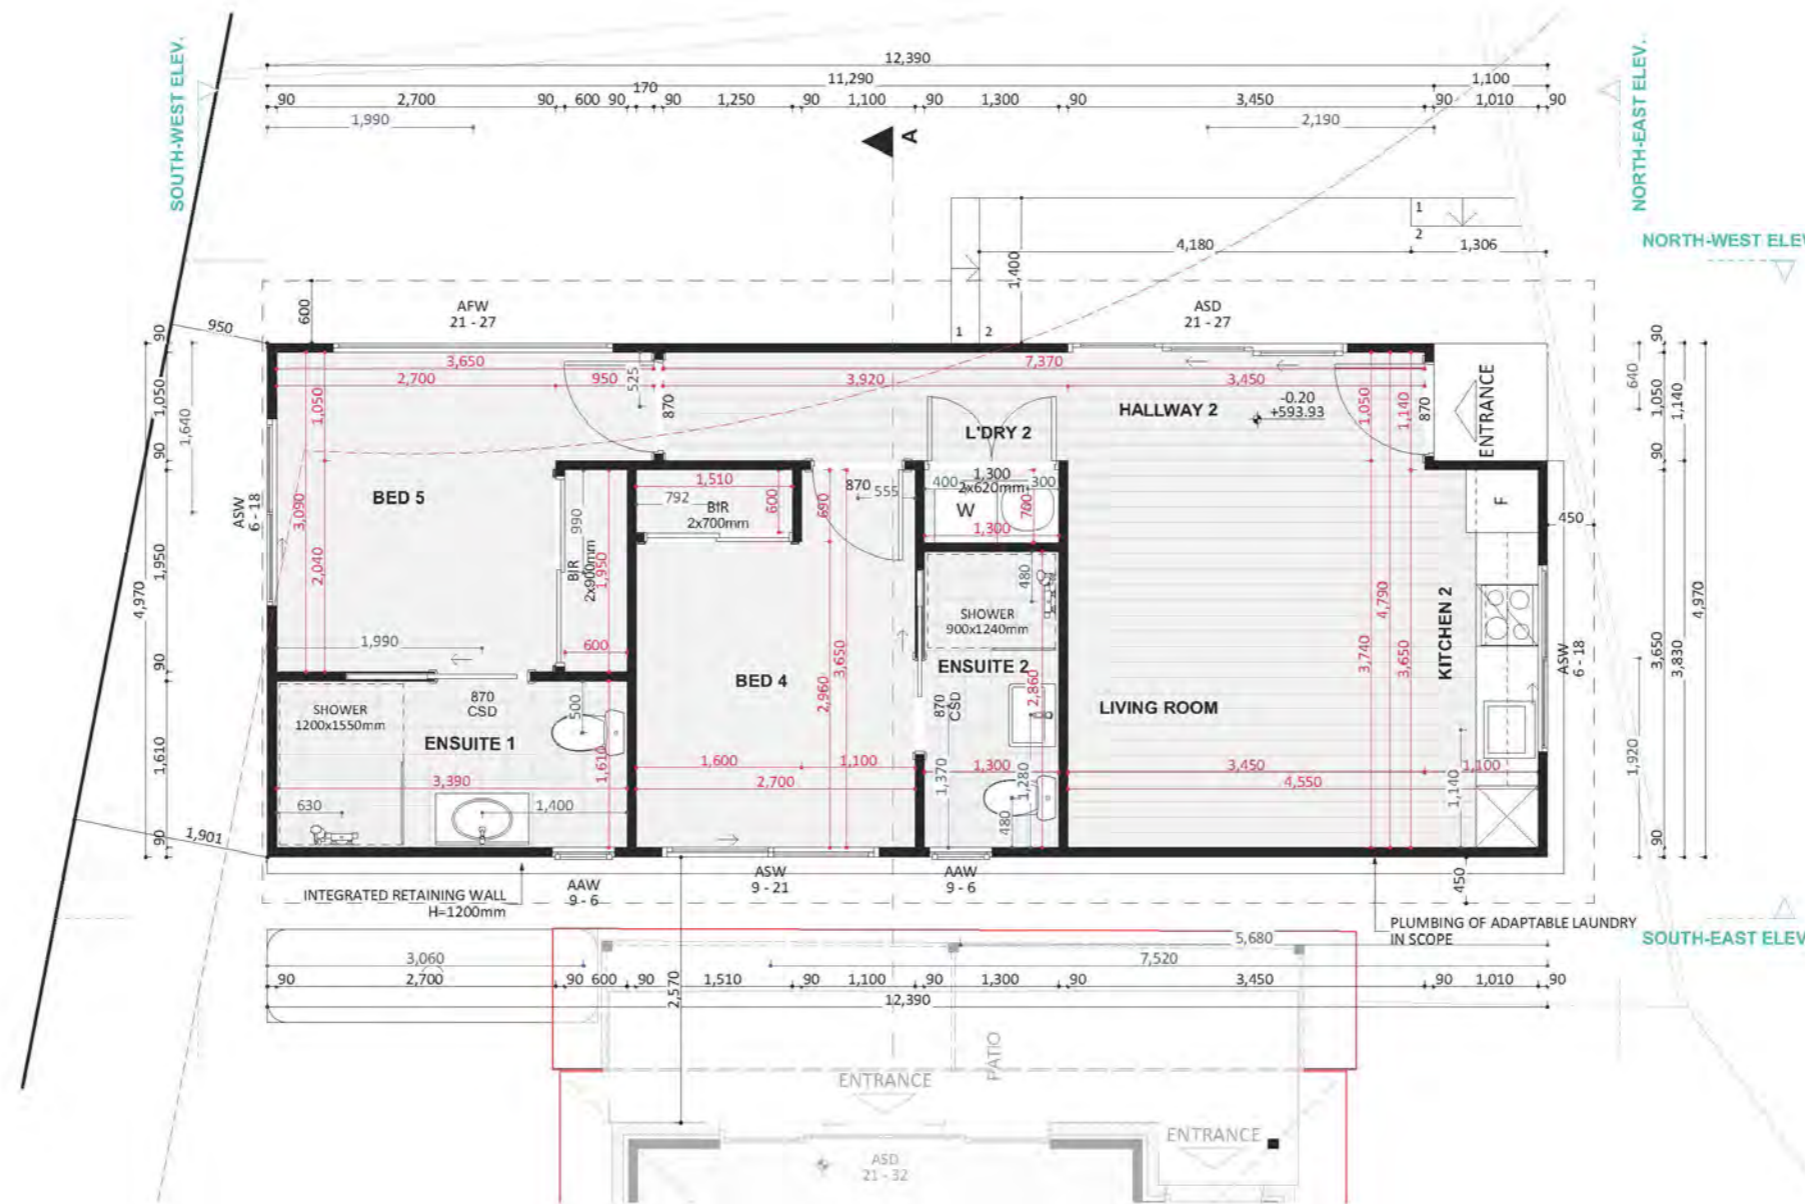 SOUTH-WEST ELEV.
NORTH-EAST ELEV.
12,390
11,290
1,100
170
90
2,700
90
600
90
90
1,250
90
1,100
90
1,300
90
3,450
90
1,010
90
1,990
2,190
A
1
2
4,180
1,306
1,400
NORTH-WEST ELEV
AFW
21 - 27
ASD
21 - 27
600
950
1
2
90
1,050
1,640
90
1,950
4,970
90
1,610
90
1,901
ASW
6 - 18
3,650
2,700
950
525
870
1,050
3,090
2,040
BED 5
990
BIR
2x900mm
1,950
600
1,990
7,370
3,920
3,450
HALLWAY 2
-0.20
+593.93
1,050
1,140
870
ENTRANCE
L'DRY 2
1,300
2x620mm
400
300
W
700
1,300
1,510
792
BIR
2x700mm
600
690
870
555
BED 4
2,960
3,650
1,600
1,100
2,700
SHOWER
1200x1550mm
870
CSD
500
ENSUITE 1
1,610
3,390
630
1,400
480
SHOWER
900x1240mm
ENSUITE 2
870
CSD
2,860
1,300
1,370
1,280
480
LIVING ROOM
3,740
4,790
3,650
KITCHEN 2
F
3,450
1,100
4,550
1,140
450
ASW
6 - 18
90
640
1,050
1,140
90
4,970
3,650
3,830
1,920
90
450
INTEGRATED RETAINING WALL
H=1200mm
AAW
9 - 6
ASW
9 - 21
AAW
9 - 6
PLUMBING OF ADAPTABLE LAUNDRY
IN SCOPE
SOUTH-EAST ELEV
5,680
3,060
7,520
90
2,700
90
600
90
1,510
90
1,100
90
1,300
90
3,450
90
1,010
90
2,570
12,390
PATIO
ENTRANCE
ENTRANCE
ASD
21 - 32